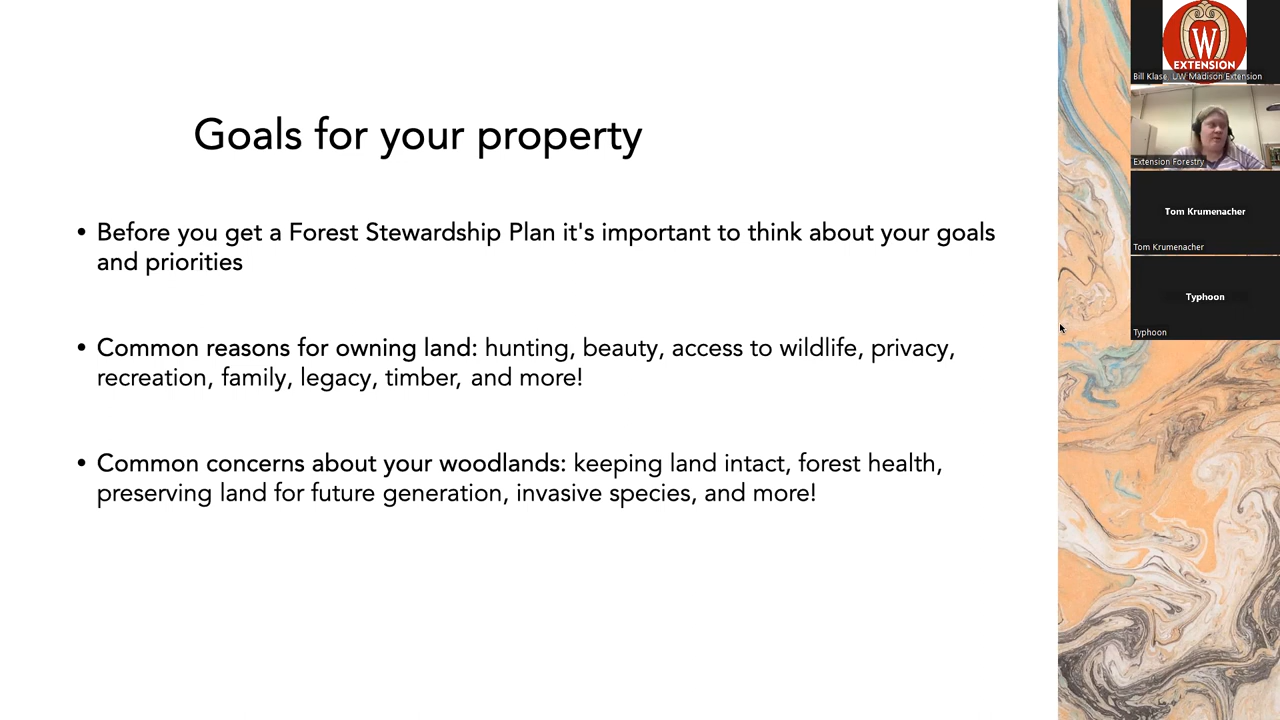 Goals for your property
• Before you get a Forest Stewardship Plan it's important to think about your goals
and priorities
• Common reasons for owning land: hunting, beauty, access to wildlife, privacy,
recreation, family, legacy, timber, and more!
• Common concerns about your woodlands: keeping land intact, forest health,
preserving land for future generation, invasive species, and more!
W
EXTENSION
Bill Klase, UW Madison Extension
Extension Forestry
Tom Krumenacher
Tom Krumenacher
Typhoon
Typhoon